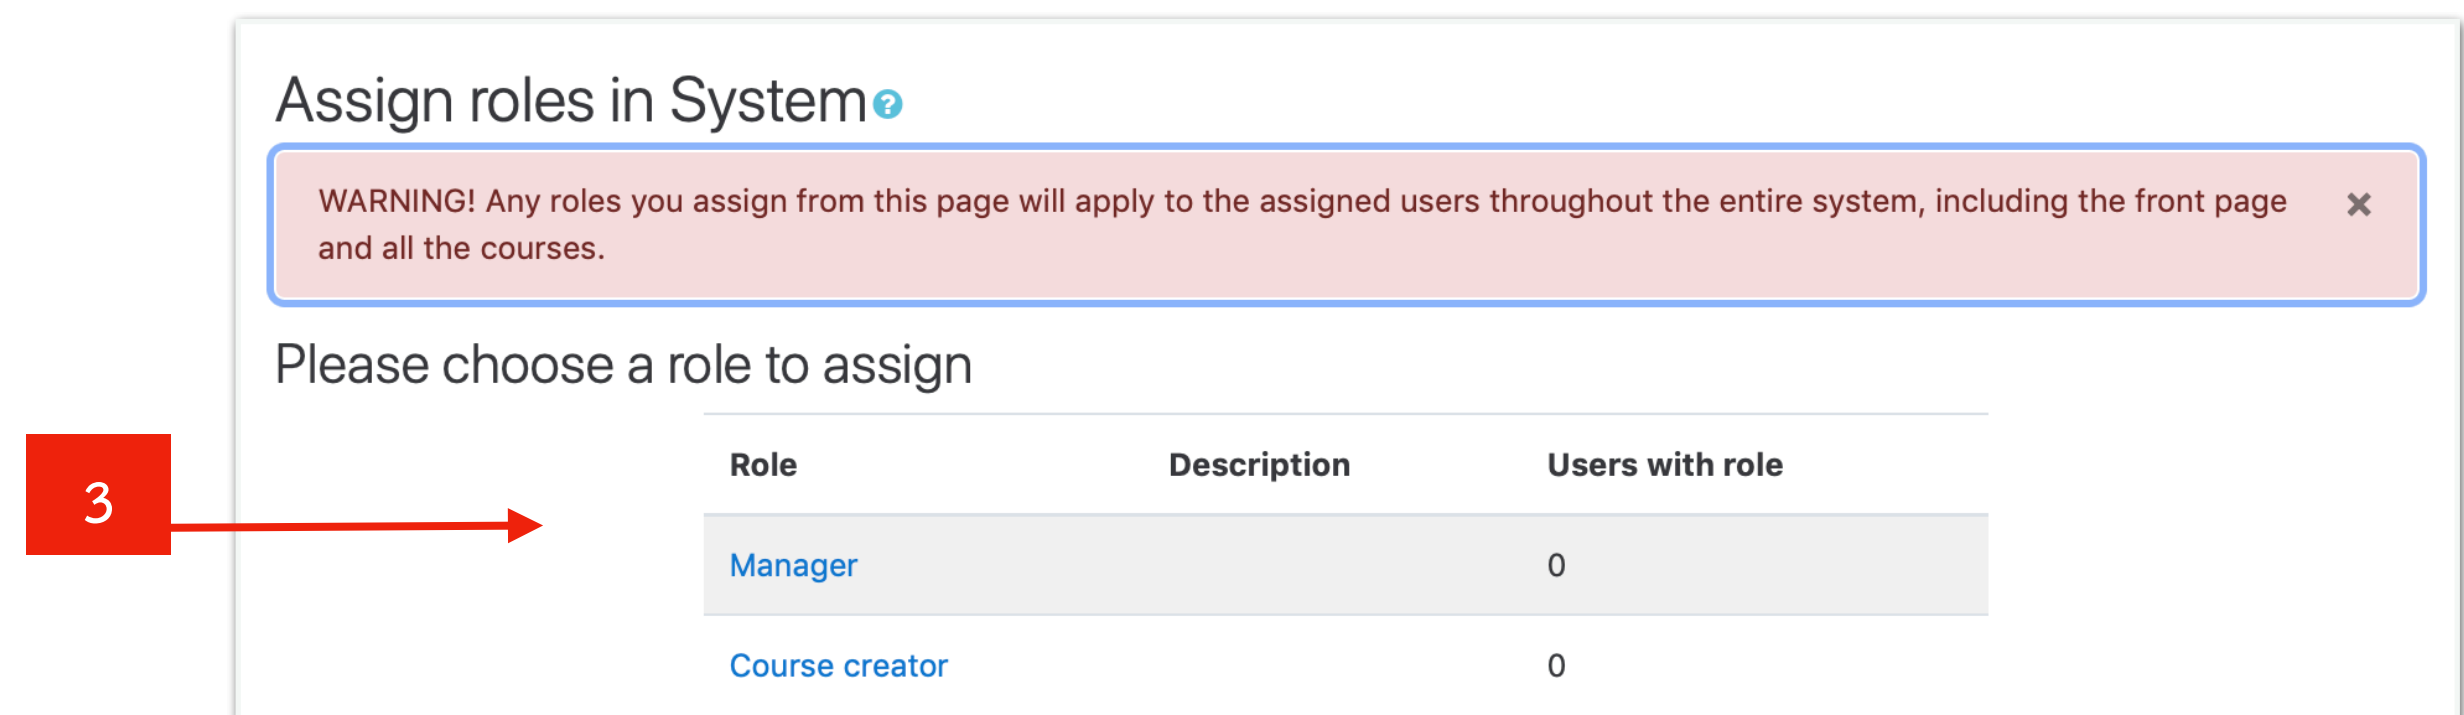 Assign roles in System
WARNING! Any roles you assign from this page will apply to the assigned users throughout the entire system, including the front page
and all the courses.
Please choose a role to assign
3
Role Description Users with role
Manager 0
Course creator 0